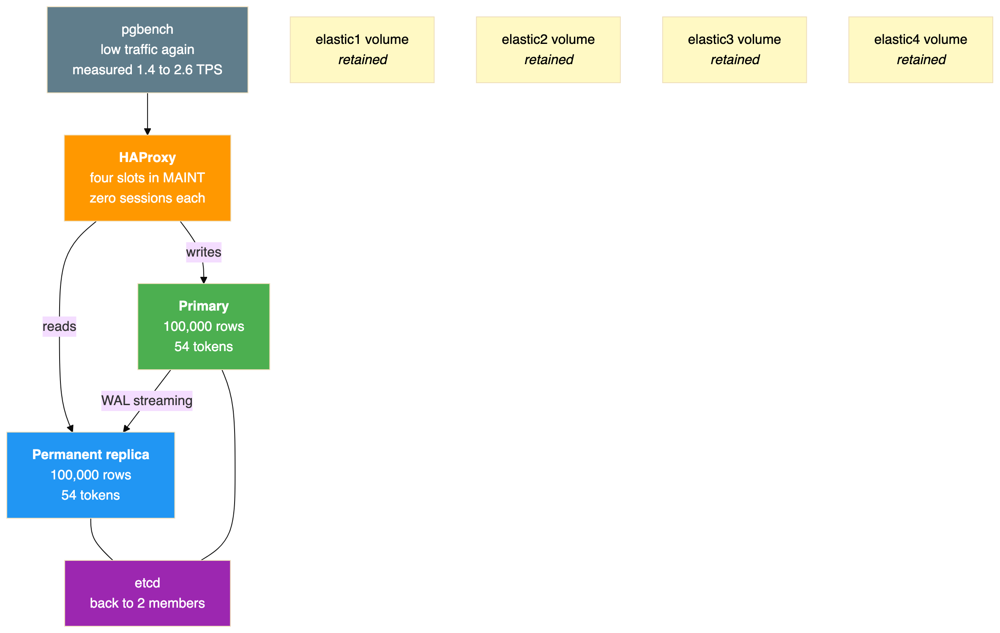 pgbench
low traffic again
measured 1.4 to 2.6 TPS
elastic1 volume
retained
elastic2 volume
retained
elastic3 volume
retained
elastic4 volume
retained
HAProxy
four slots in MAINT
zero sessions each
writes
reads
Primary
100,000 rows
54 tokens
WAL streaming
Permanent replica
100,000 rows
54 tokens
etcd
back to 2 members